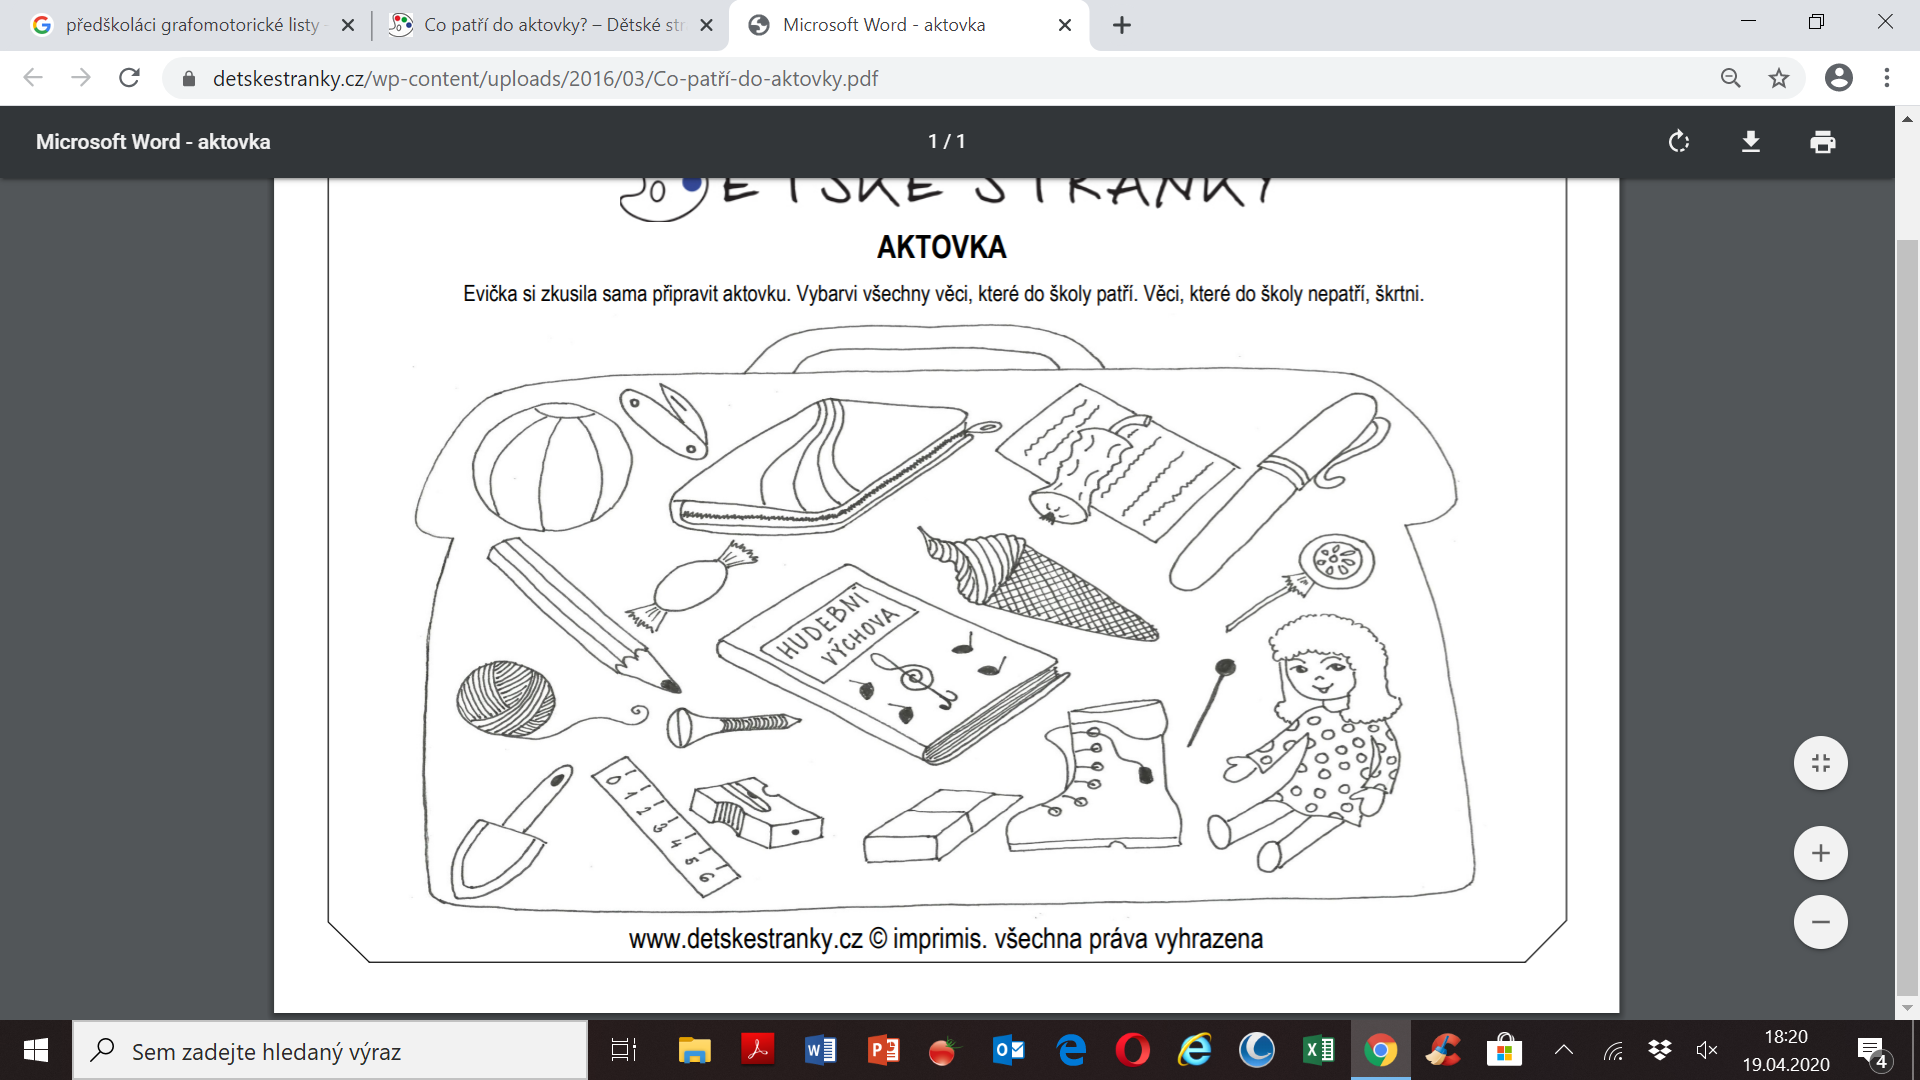 předškoláci grafomotorické listy
Co patří do aktovky? – Dětské str
Microsoft Word - aktovka
detskestranky.cz/wp-content/uploads/2016/03/Co-patří-do-aktovky.pdf
Microsoft Word - aktovka
1 / 1
DĚTSKÉ STRÁNKY
AKTOVKA
Evička si zkusila sama připravit aktovku. Vybarvi všechny věci, které do školy patří. Věci, které do školy nepatří, škrtni.
HUDEBNÍ
VÝCHOVA
0 1 2 3 4 5 6
www.detskestranky.cz © imprimis. všechna práva vyhrazena
Sem zadejte hledaný výraz
18:20
19.04.2020
4